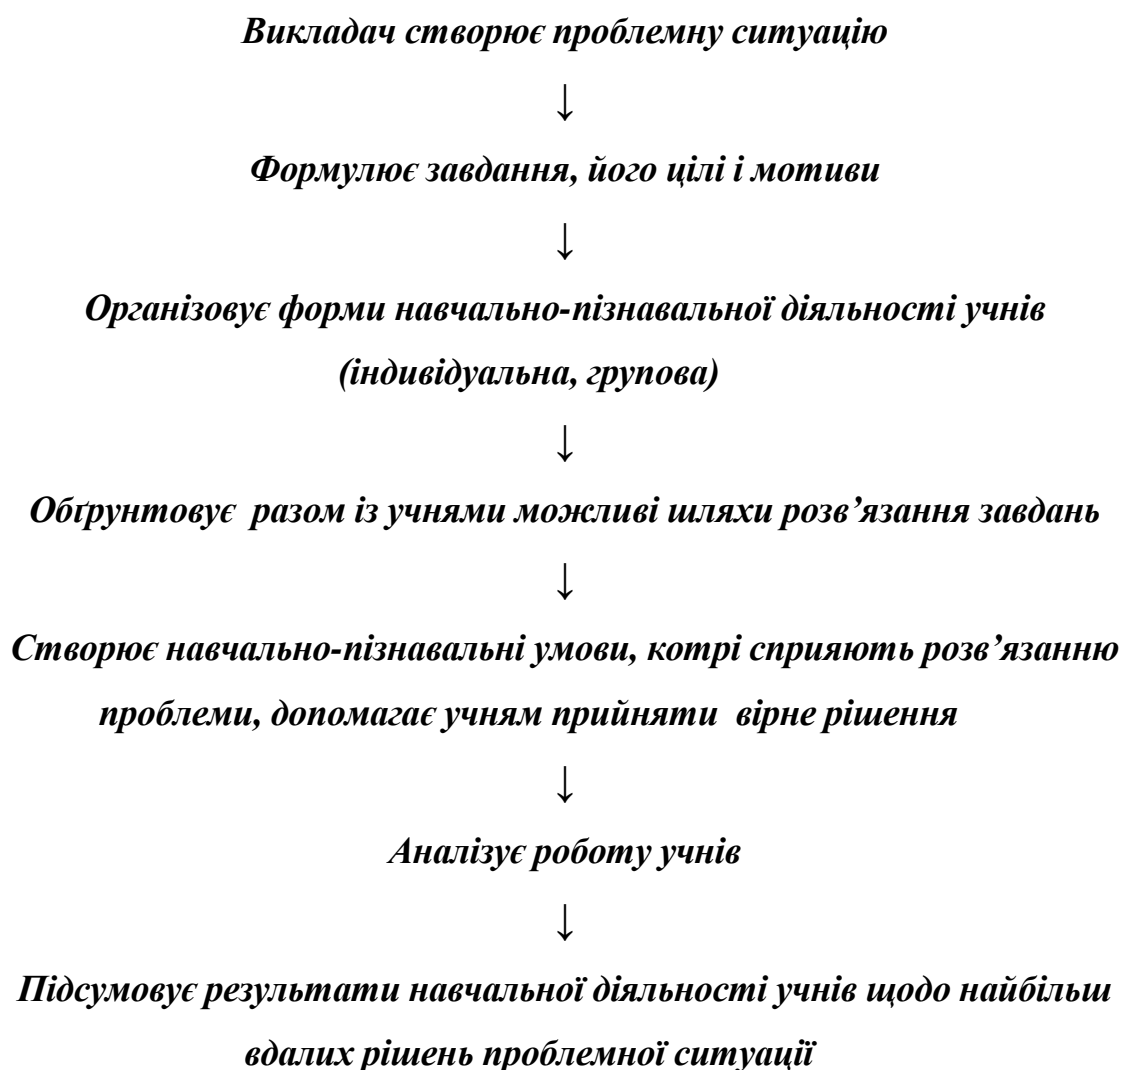 Викладач створює проблемну ситуацію
↓
Формулює завдання, його цілі і мотиви
↓
Організовує форми навчально-пізнавальної діяльності учнів
(індивідуальна, групова)
↓
Обґрунтовує разом із учнями можливі шляхи розв’язання завдань
↓
Створює навчально-пізнавальні умови, котрі сприяють розв’язанню
проблеми, допомагає учням прийняти вірне рішення
↓
Аналізує роботу учнів
↓
Підсумовує результати навчальної діяльності учнів щодо найбільш
вдалих рішень проблемної ситуації